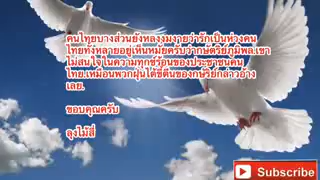 คนไทยบางส่วนยังหลงงมงายว่ารักเป็นห่วงคน
ไทยทั้งหลายอยู่เห็นหมัยครับว่ากษัตริย์ภูมิพล.เขา
ไม่สนใจในความทุกข์ร้อนของประชาชนคน
ไทย.เหมือนพวกฝุ่นใต้ขี้ตีนของกษริย์กล่าวอ้าง
เลย.
ขอบคุณครับ
ลุงไม้สี่
Subscribe